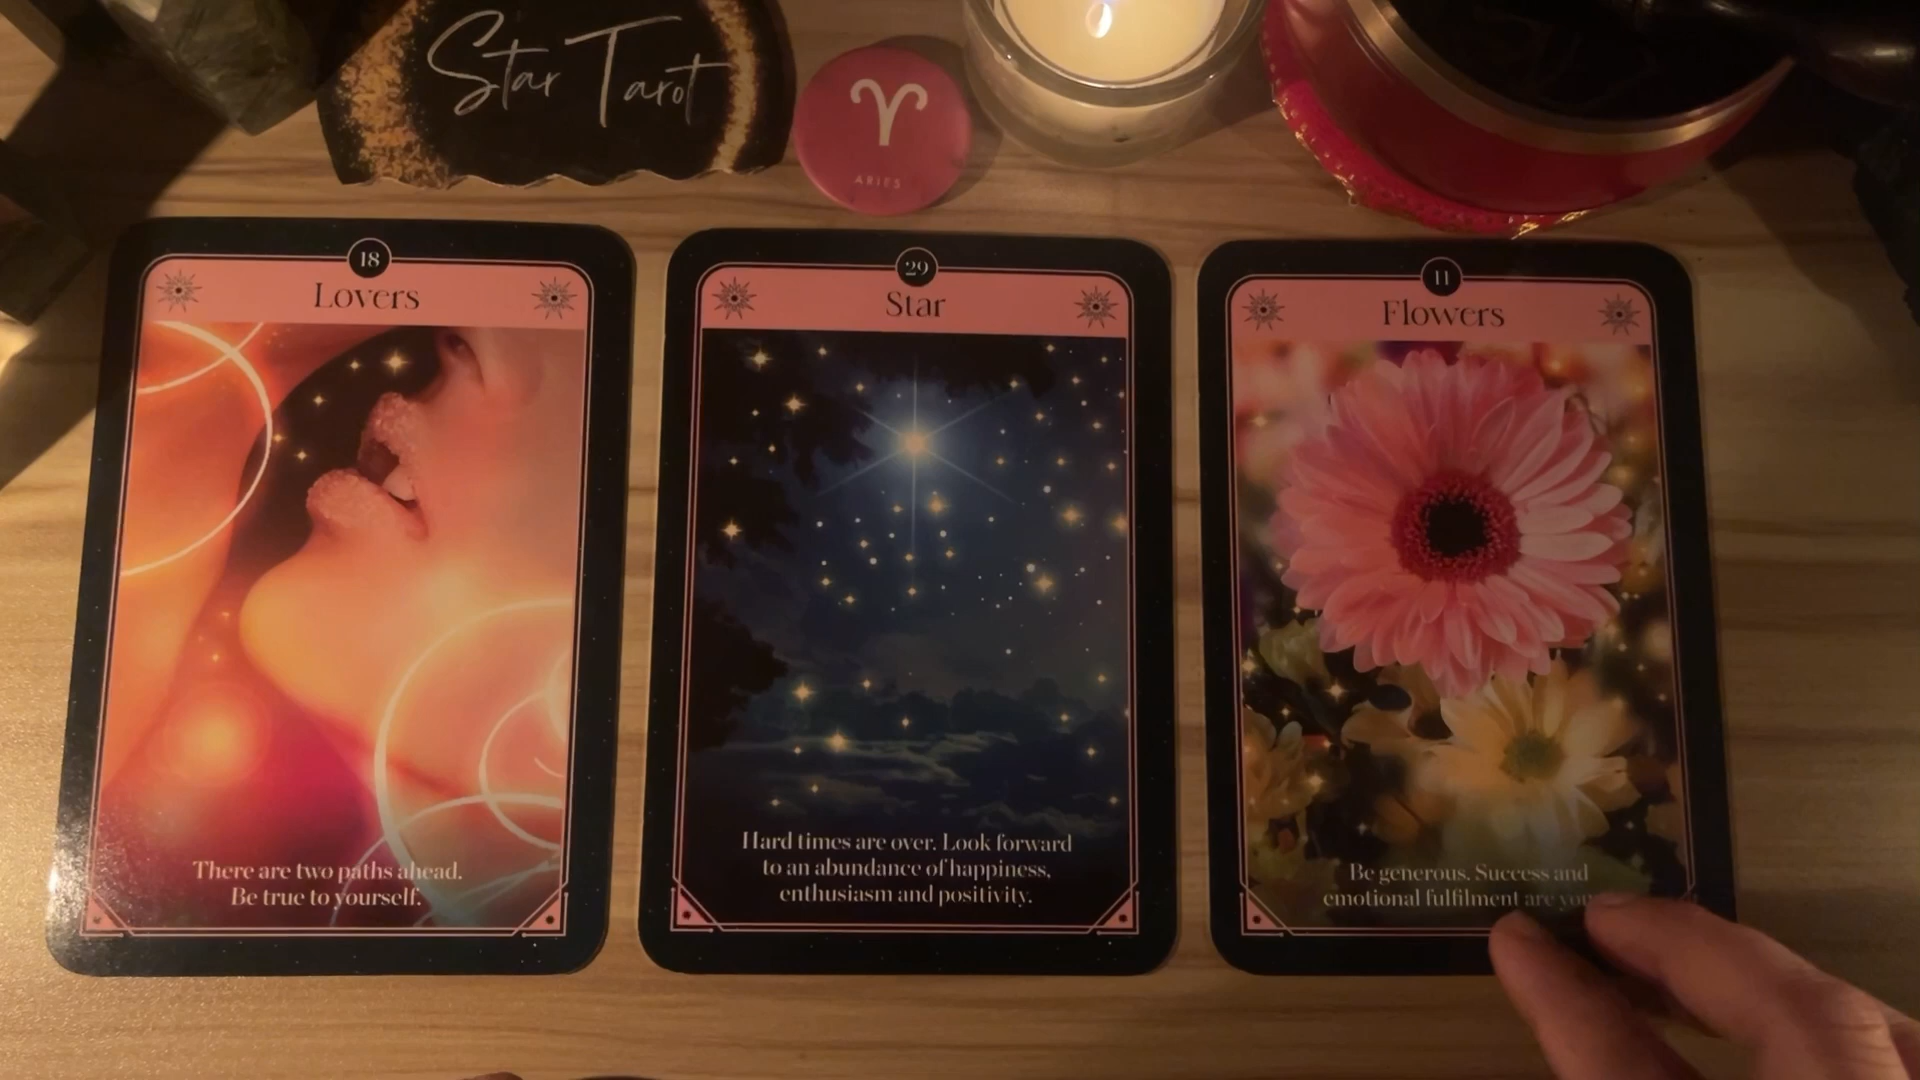 Star Tarot
ARIES
18
Lovers
There are two paths ahead.
Be true to yourself.
29
Star
Hard times are over. Look forward
to an abundance of happiness,
enthusiasm and positivity.
11
Flowers
Be generous. Success and
emotional fulfilment are